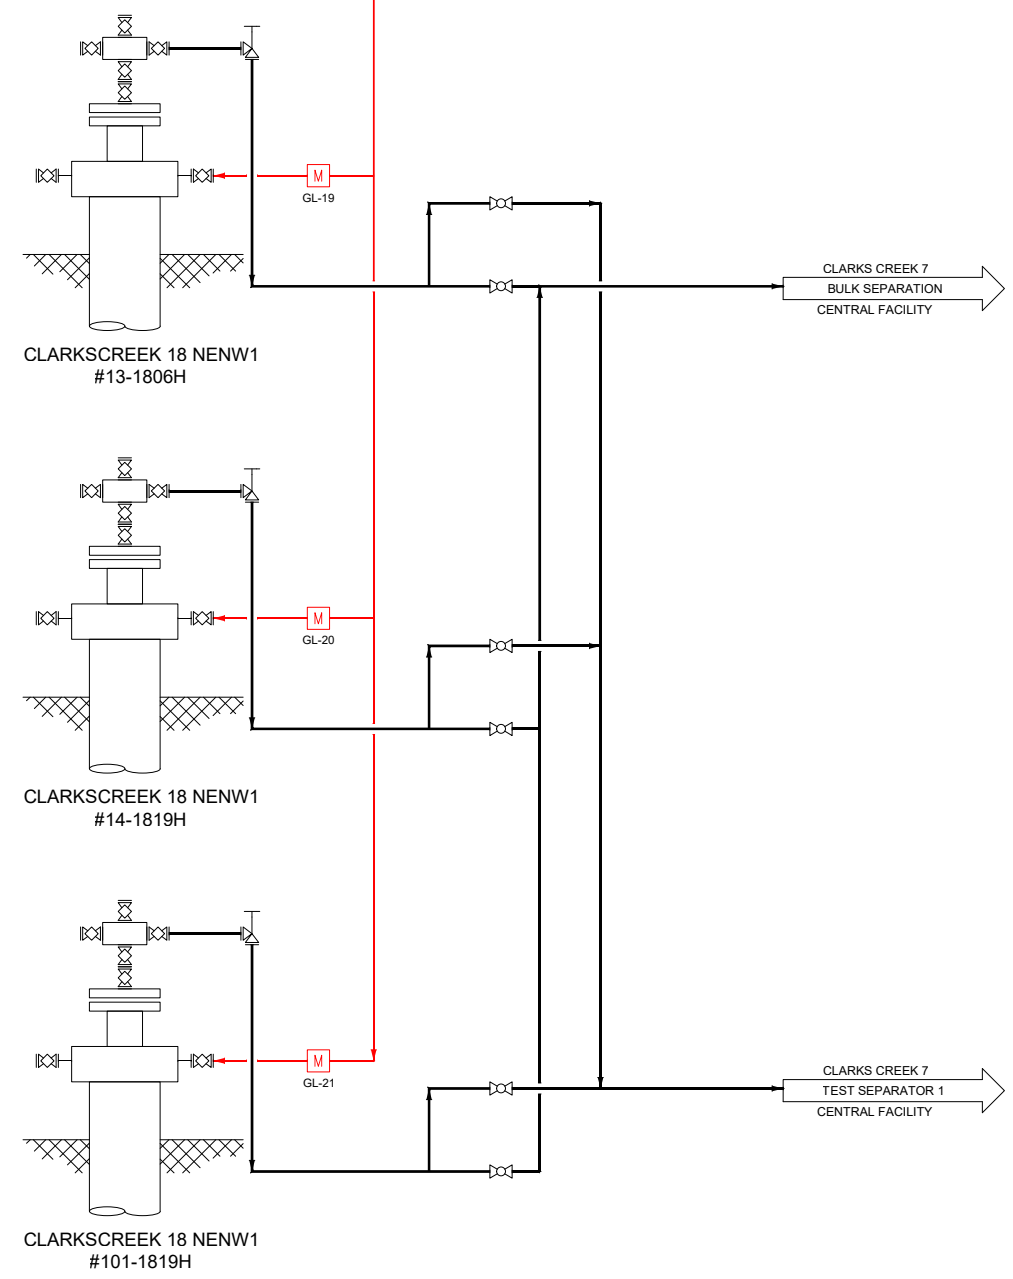 M
GL-19
CLARKS CREEK 7
BULK SEPARATION
CENTRAL FACILITY
CLARKSCREEK 18 NENW1
#13-1806H
M
GL-20
CLARKSCREEK 18 NENW1
#14-1819H
M
GL-21
CLARKS CREEK 7
TEST SEPARATOR 1
CENTRAL FACILITY
CLARKSCREEK 18 NENW1
#101-1819H